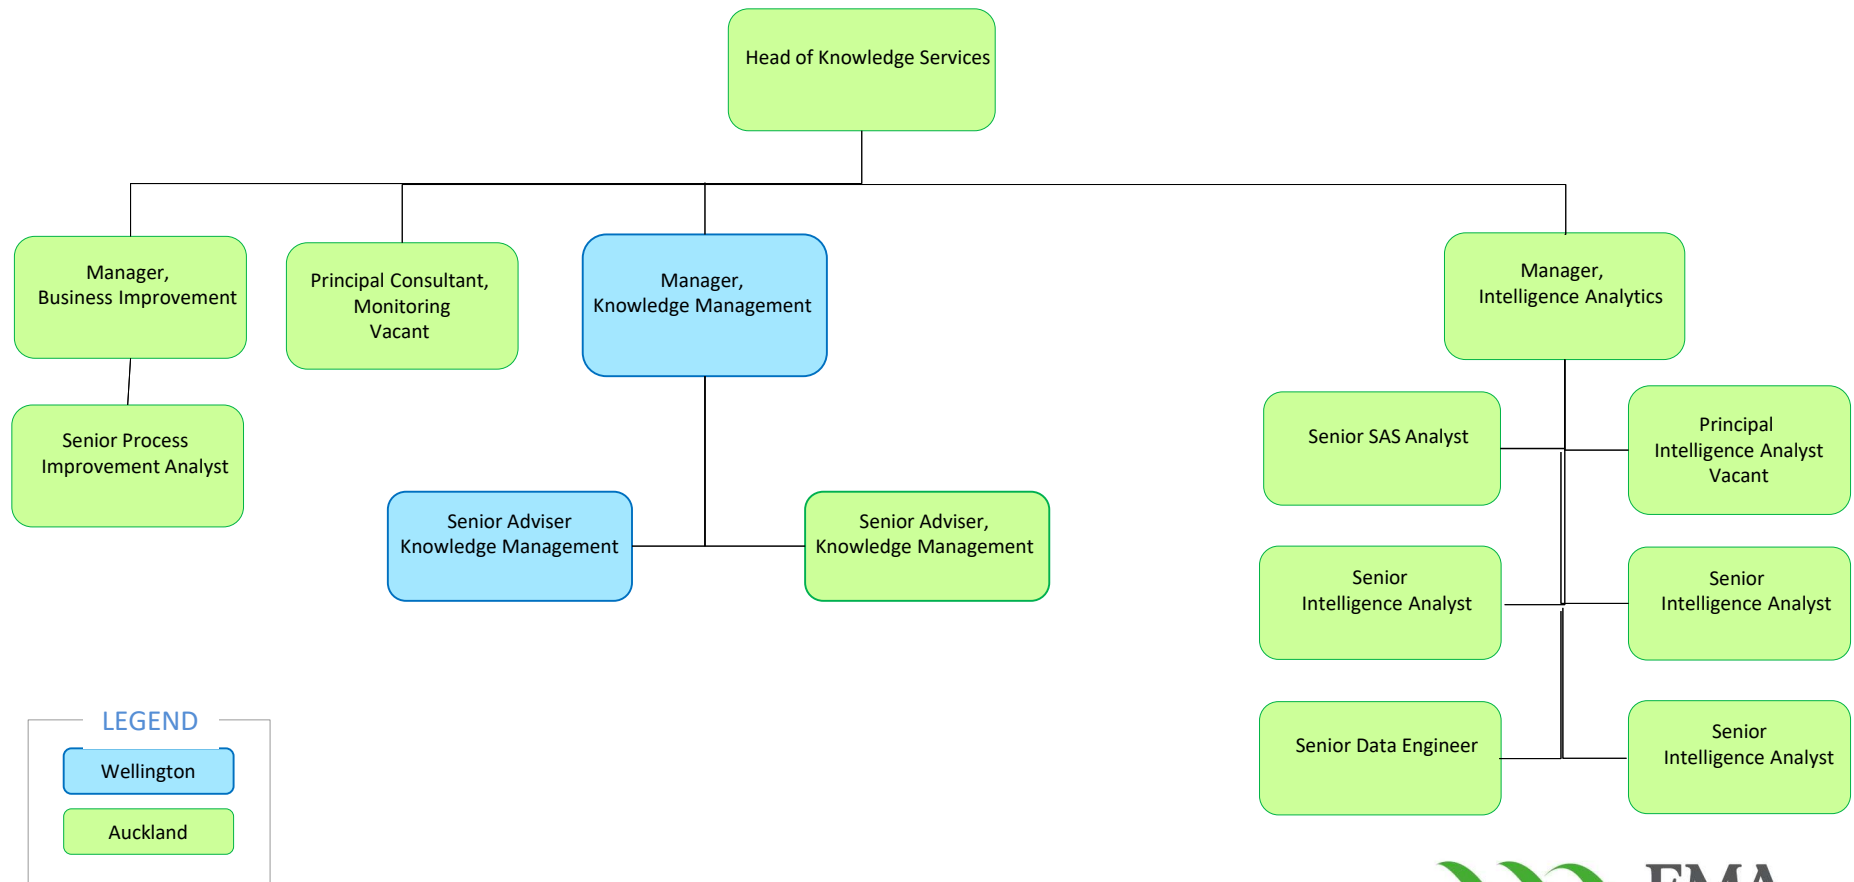 Head of Knowledge Services
Manager,
Business Improvement
Principal Consultant,
Monitoring
Vacant
Manager,
Knowledge Management
Manager,
Intelligence Analytics
Senior Process
Improvement Analyst
Senior Adviser
Knowledge Management
Senior Adviser,
Knowledge Management
Senior SAS Analyst
Principal
Intelligence Analyst
Vacant
Senior
Intelligence Analyst
Senior
Intelligence Analyst
Senior Data Engineer
Senior
Intelligence Analyst
LEGEND
Wellington
Auckland
FMA